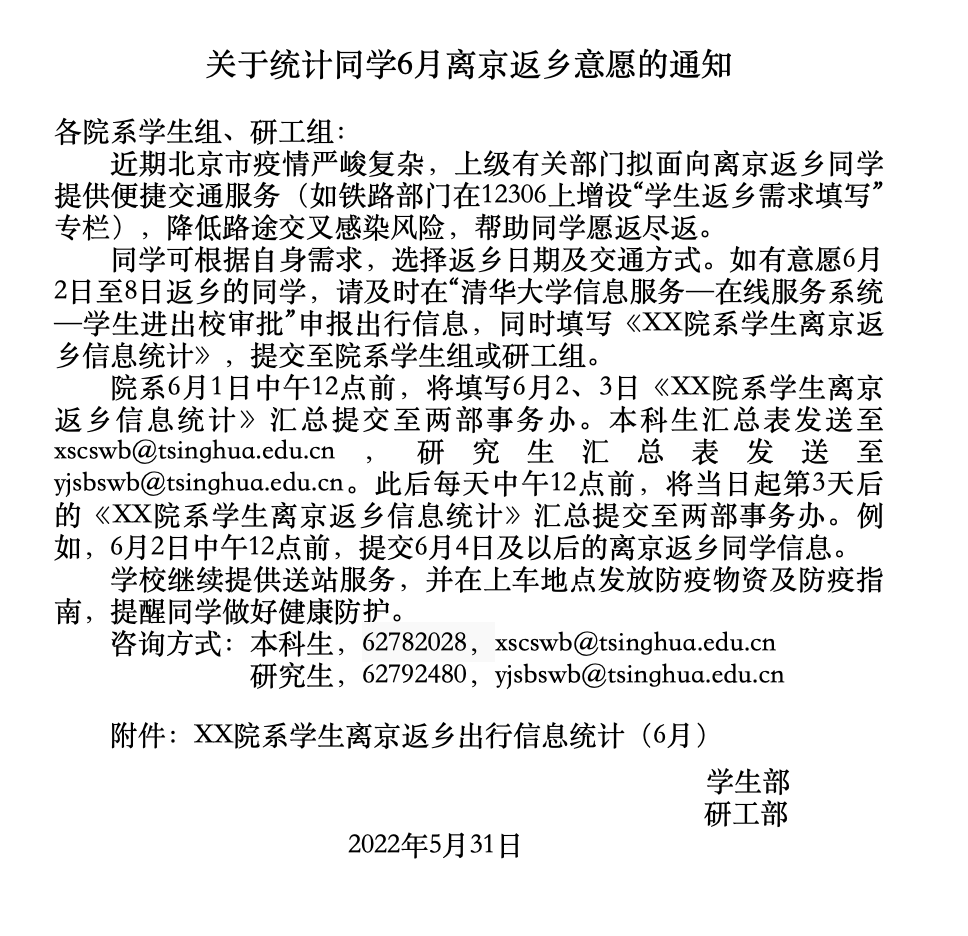 关于统计同学6月离京返乡意愿的通知
各院系学生组、研工组：
近期北京市疫情严峻复杂，上级有关部门拟面向离京返乡同学
提供便捷交通服务（如铁路部门在12306上增设“学生返乡需求填写”
专栏），降低路途交叉感染风险，帮助同学愿返尽返。
同学可根据自身需求，选择返乡日期及交通方式。如有意愿6月
2日至8日返乡的同学，请及时在“清华大学信息服务—在线服务系统
—学生进出校审批”申报出行信息，同时填写《XX院系学生离京返
乡信息统计》，提交至院系学生组或研工组。
院系6月1日中午12点前，将填写6月2、3日《XX院系学生离京
返乡信息统计》汇总提交至两部事务办。本科生汇总表发送至
xscswb@tsinghua.edu.cn，研究生汇总表发送至
yjsbswb@tsinghua.edu.cn。此后每天中午12点前，将当日起第3天后
的《XX院系学生离京返乡信息统计》汇总提交至两部事务办。例
如，6月2日中午12点前，提交6月4日及以后的离京返乡同学信息。
学校继续提供送站服务，并在上车地点发放防疫物资及防疫指
南，提醒同学做好健康防护。
咨询方式：本科生，62782028，xscswb@tsinghua.edu.cn
研究生，62792480，yjsbswb@tsinghua.edu.cn
附件：XX院系学生离京返乡出行信息统计（6月）
学生部
研工部
2022年5月31日